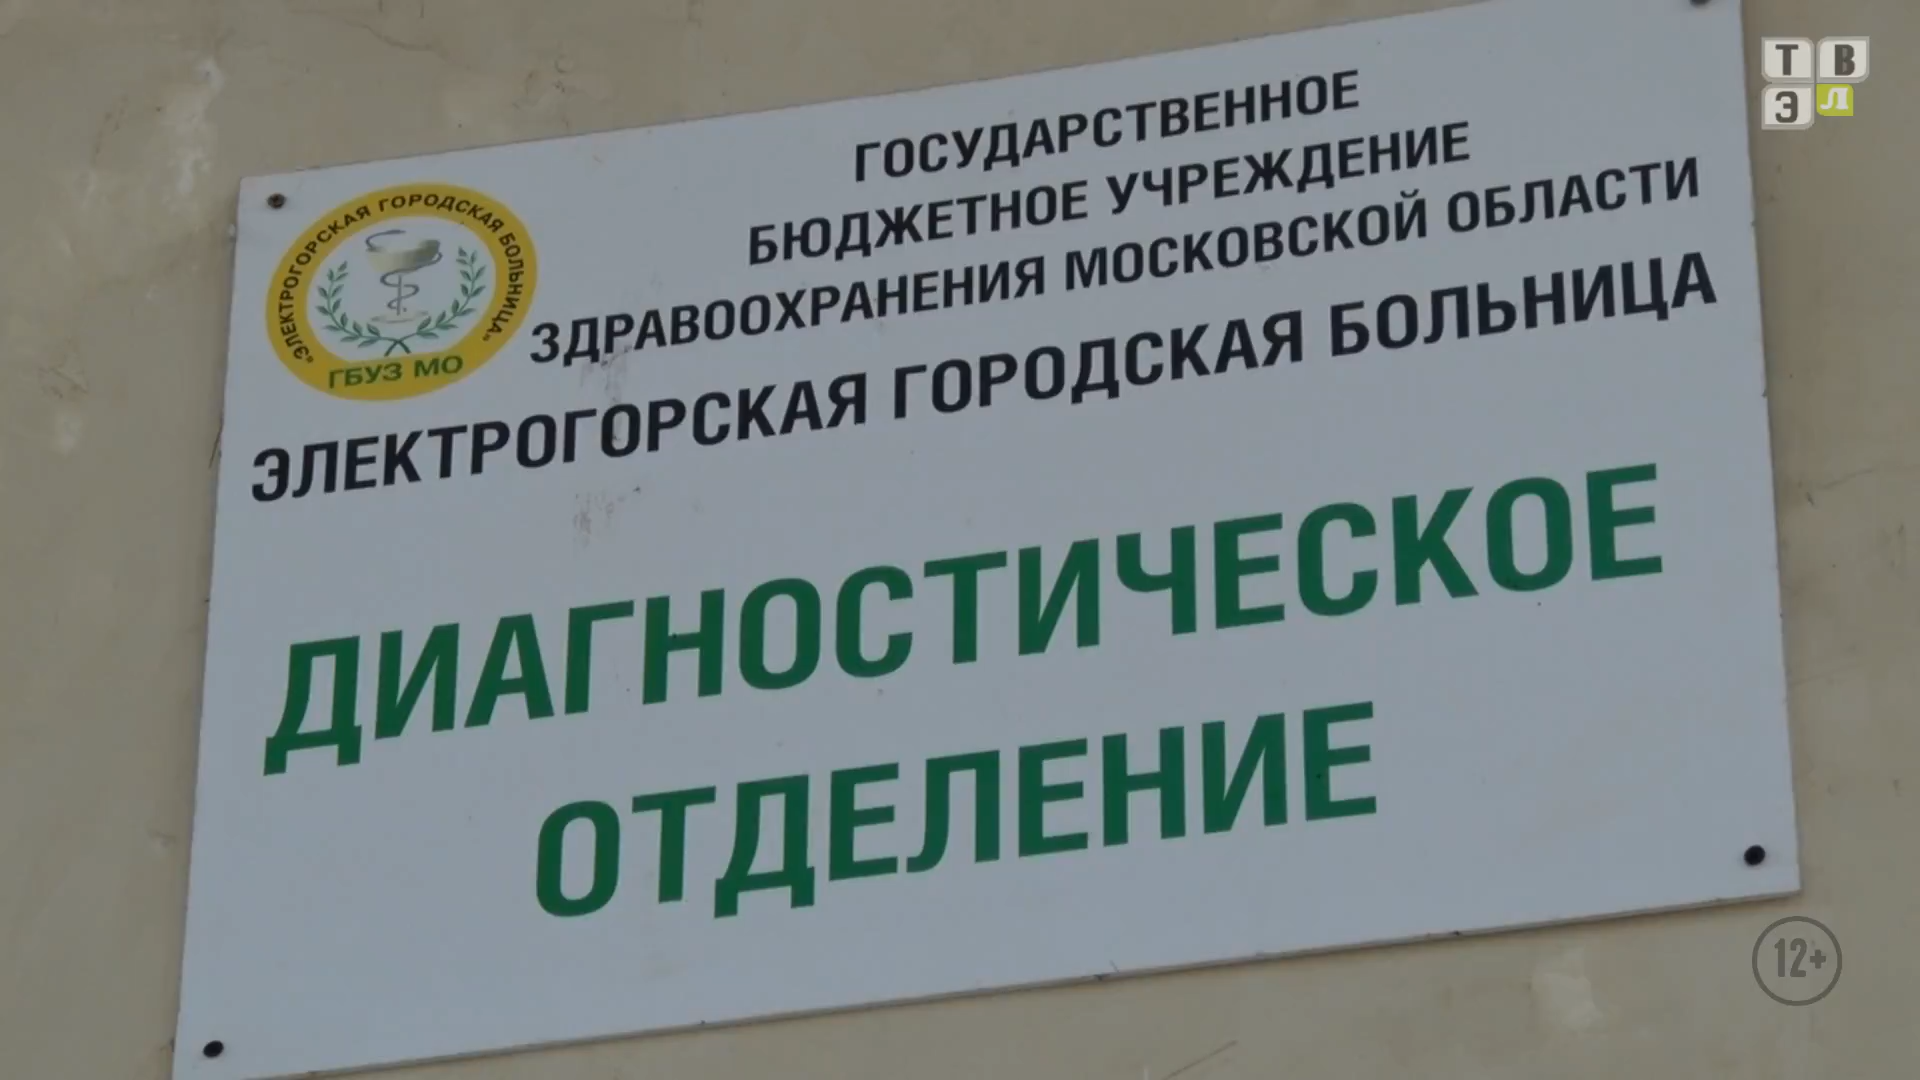 ТВ
ЭЛ
ГОСУДАРСТВЕННОЕ
БЮДЖЕТНОЕ УЧРЕЖДЕНИЕ
ЗДРАВООХРАНЕНИЯ МОСКОВСКОЙ ОБЛАСТИ
ЭЛЕКТРОГОРСКАЯ ГОРОДСКАЯ БОЛЬНИЦА
"ЭЛЕКТРОГОРСКАЯ ГОРОДСКАЯ БОЛЬНИЦА"
ГБУЗ МО
ДИАГНОСТИЧЕСКОЕ
ОТДЕЛЕНИЕ
12+